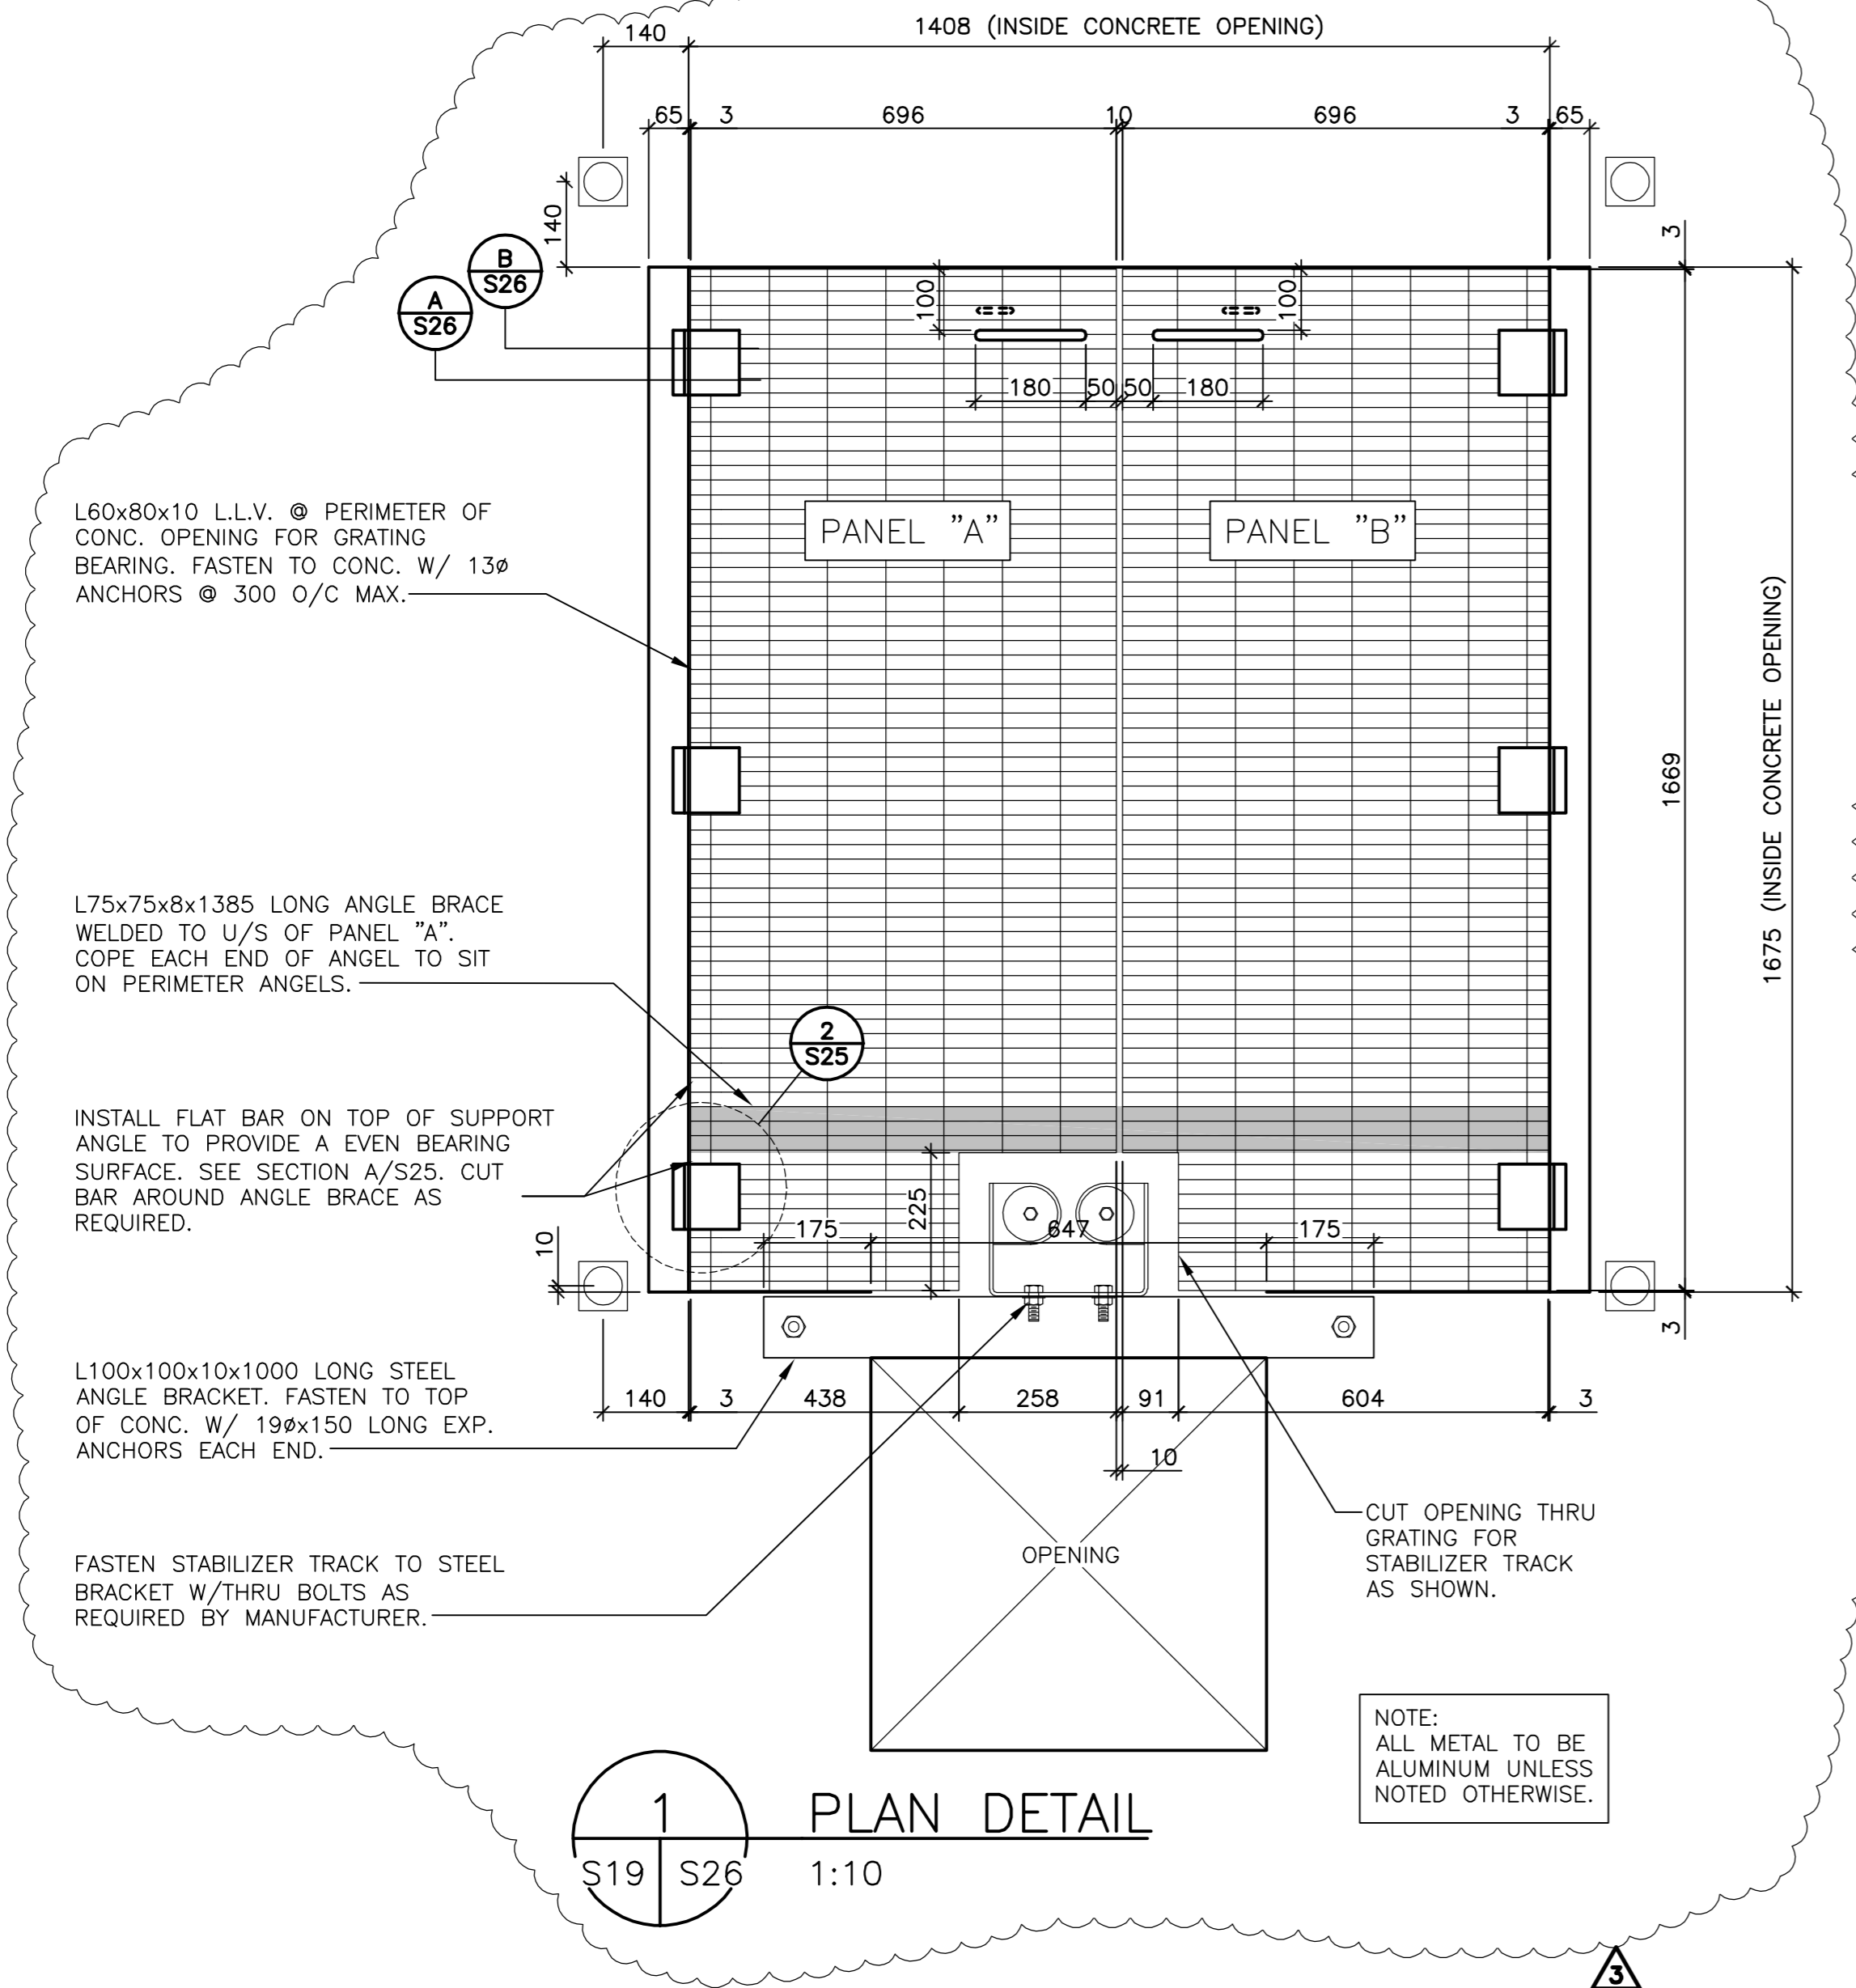 1408 (INSIDE CONCRETE OPENING)
140
65 3 696 10 696 3 65
140
3
B
S26
A
S26
100
100
180 50 50 180
L60x80x10 L.L.V. @ PERIMETER OF
CONC. OPENING FOR GRATING
BEARING. FASTEN TO CONC. W/ 13ø
ANCHORS @ 300 O/C MAX.
PANEL "A"
PANEL "B"
1669
1675 (INSIDE CONCRETE OPENING)
L75x75x8x1385 LONG ANGLE BRACE
WELDED TO U/S OF PANEL "A".
COPE EACH END OF ANGEL TO SIT
ON PERIMETER ANGELS.
2
S25
INSTALL FLAT BAR ON TOP OF SUPPORT
ANGLE TO PROVIDE A EVEN BEARING
SURFACE. SEE SECTION A/S25. CUT
BAR AROUND ANGLE BRACE AS
REQUIRED.
225
175 647 175
10
3
L100x100x10x1000 LONG STEEL
ANGLE BRACKET. FASTEN TO TOP
OF CONC. W/ 19øx150 LONG EXP.
ANCHORS EACH END.
140 3 438 258 91 604 3
10
OPENING
CUT OPENING THRU
GRATING FOR
STABILIZER TRACK
AS SHOWN.
FASTEN STABILIZER TRACK TO STEEL
BRACKET W/THRU BOLTS AS
REQUIRED BY MANUFACTURER.
NOTE:
ALL METAL TO BE
ALUMINUM UNLESS
NOTED OTHERWISE.
1
PLAN DETAIL
S19 S26
1:10
3